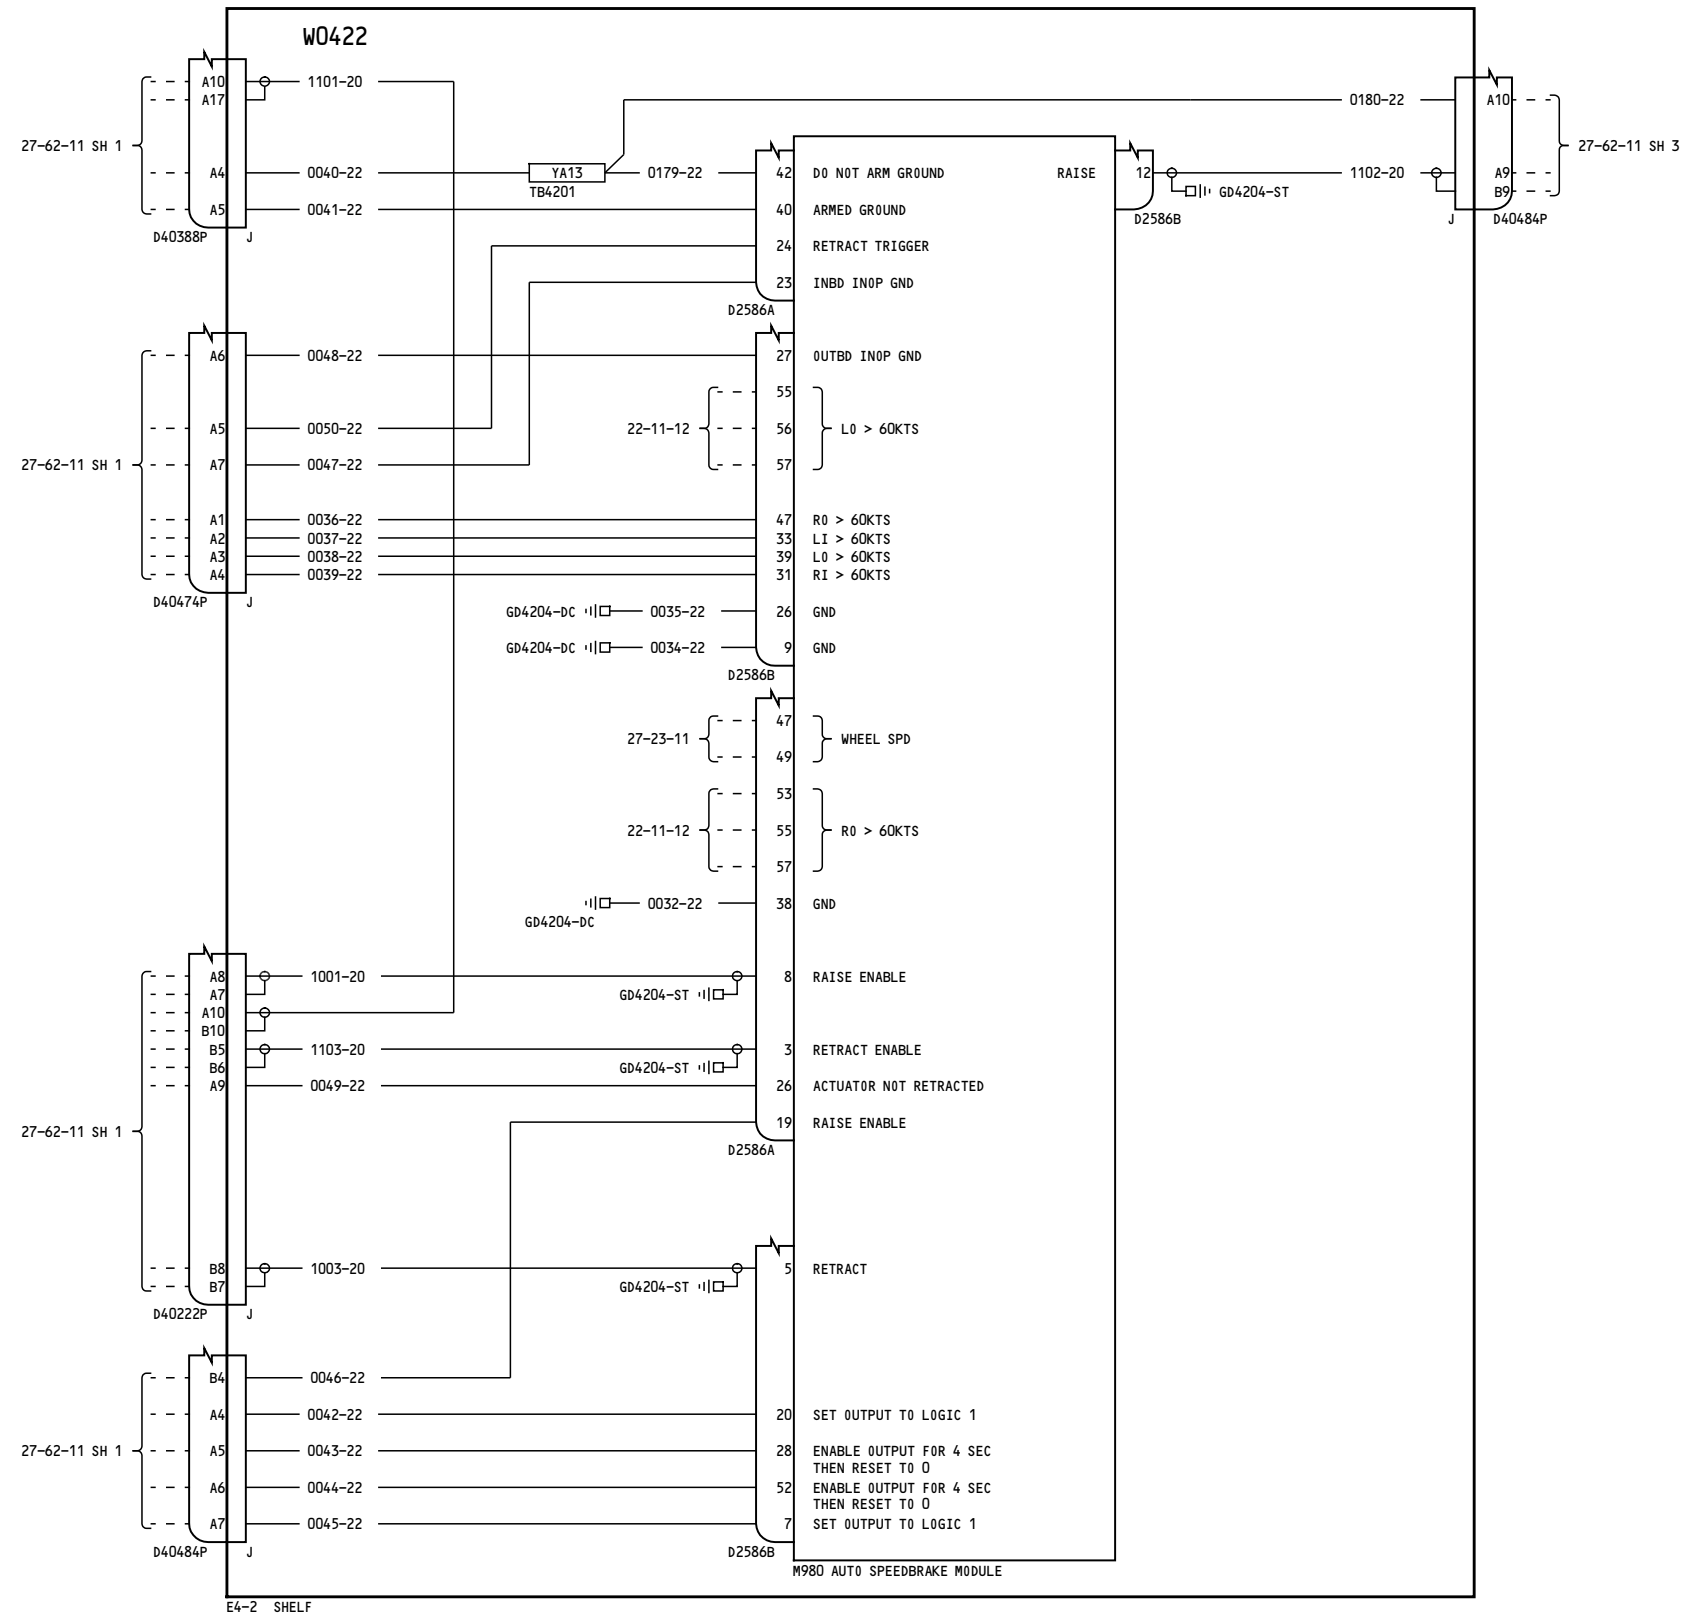 W0422
A10 1101-20
A17
0180-22 A10
27-62-11 SH 1
27-62-11 SH 3
A4 0040-22 YA13 0179-22 42 DO NOT ARM GROUND RAISE 12 1102-20 A9
TB4201
GD4204-ST B9
A5 0041-22 40 ARMED GROUND
D2586B J D40484P
D40388P J
24 RETRACT TRIGGER
23 INBD INOP GND
D2586A
A6 0048-22 27 OUTBD INOP GND
55
A5 0050-22 22-11-12 56 LO > 60KTS
27-62-11 SH 1 A7 0047-22 57
A1 0036-22 47 RO > 60KTS
A2 0037-22 33 LI > 60KTS
A3 0038-22 39 LO > 60KTS
A4 0039-22 31 RI > 60KTS
D40474P J
GD4204-DC 0035-22 26 GND
GD4204-DC 0034-22 9 GND
D2586B
47
27-23-11 WHEEL SPD
49
53
22-11-12 55 RO > 60KTS
57
0032-22 38 GND
GD4204-DC
A8 1001-20 8 RAISE ENABLE
A7 GD4204-ST
A10
B10
B5 1103-20 3 RETRACT ENABLE
B6 GD4204-ST
A9 0049-22 26 ACTUATOR NOT RETRACTED
19 RAISE ENABLE
27-62-11 SH 1
D2586A
B8 1003-20 5 RETRACT
B7 GD4204-ST
D40222P J
B4 0046-22
A4 0042-22 20 SET OUTPUT TO LOGIC 1
27-62-11 SH 1 A5 0043-22 28 ENABLE OUTPUT FOR 4 SEC
THEN RESET TO 0
A6 0044-22 52 ENABLE OUTPUT FOR 4 SEC
THEN RESET TO 0
A7 0045-22 7 SET OUTPUT TO LOGIC 1
D40484P J D2586B
M980 AUTO SPEEDBRAKE MODULE
E4-2 SHELF